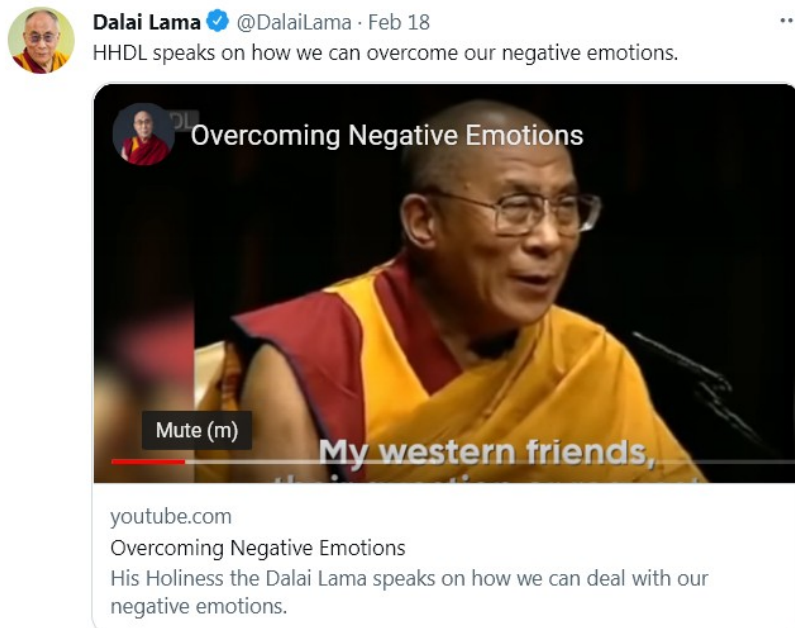 Dalai Lama @DalaiLama · Feb 18
HHDL speaks on how we can overcome our negative emotions.
DL
Overcoming Negative Emotions
Mute (m)
My western friends,
youtube.com
Overcoming Negative Emotions
His Holiness the Dalai Lama speaks on how we can deal with our
negative emotions.